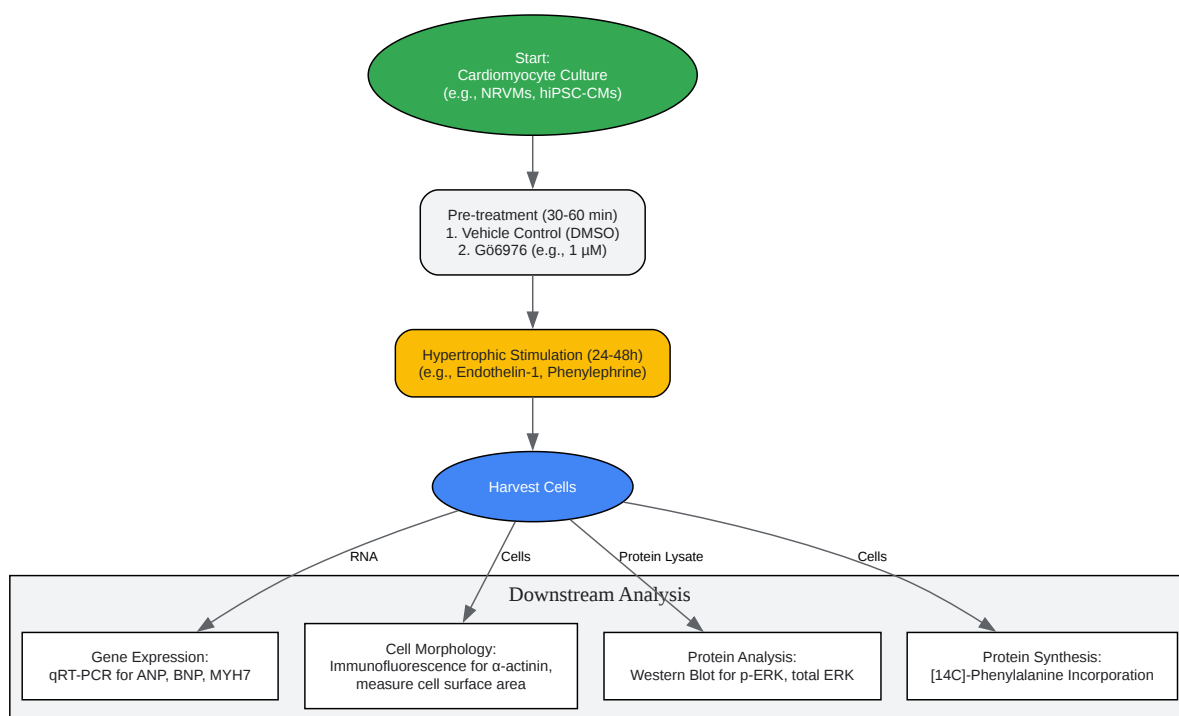 Start:
Cardiomyocyte Culture
(e.g., NRVMs, hiPSC-CMs)
Pre-treatment (30-60 min)
1. Vehicle Control (DMSO)
2. Gö6976 (e.g., 1 µM)
Hypertrophic Stimulation (24-48h)
(e.g., Endothelin-1, Phenylephrine)
Harvest Cells
RNA
Cells
Protein Lysate
Cells
Downstream Analysis
Gene Expression:
qRT-PCR for ANP, BNP, MYH7
Cell Morphology:
Immunofluorescence for α-actinin,
measure cell surface area
Protein Analysis:
Western Blot for p-ERK, total ERK
Protein Synthesis:
[14C]-Phenylalanine Incorporation